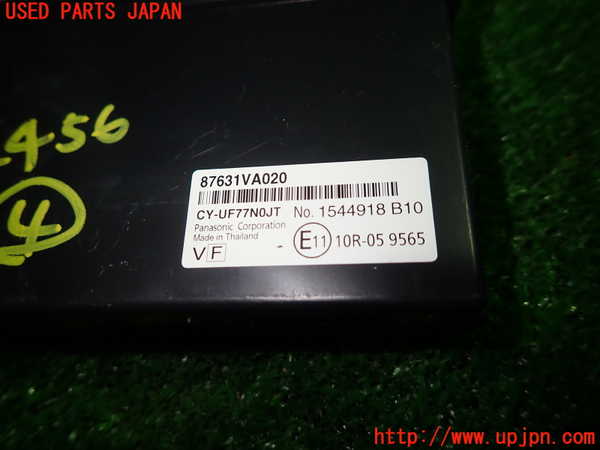 USED PARTS JAPAN
456
4
87631VA020
CY-UF77N0JT No. 1544918 B10
Panasonic Corporation
Made in Thailand
VF - E11 10R-05 9565
http://www.upjpn.com/